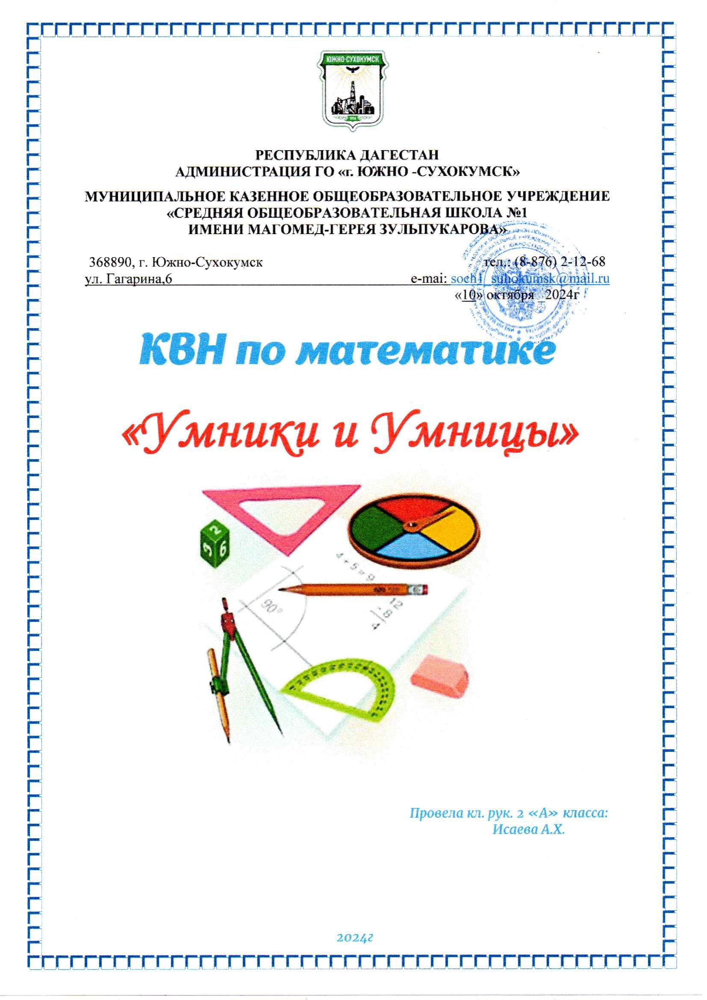 ЮЖНО-СУХОКУМСК
РЕСПУБЛИКА ДАГЕСТАН
АДМИНИСТРАЦИЯ ГО «г. ЮЖНО -СУХОКУМСК»
МУНИЦИПАЛЬНОЕ КАЗЕННОЕ ОБЩЕОБРАЗОВАТЕЛЬНОЕ УЧРЕЖДЕНИЕ
«СРЕДНЯЯ ОБЩЕОБРАЗОВАТЕЛЬНАЯ ШКОЛА №1
ИМЕНИ МАГОМЕД-ГЕРЕЯ ЗУЛЬПУКАРОВА»
368890, г. Южно-Сухокумск тел.: (8-876) 2-12-68
ул. Гагарина,6 e-mai: soch1_suhokumsk@mail.ru
«10» октября _2024г
КВН по математике
«Умники и Умницы»
2
3 6
4 + 5 = 9
90°
12
- 8
4
Провела кл. рук. 2 «А» класса:
Исаева А.Х.
2024г